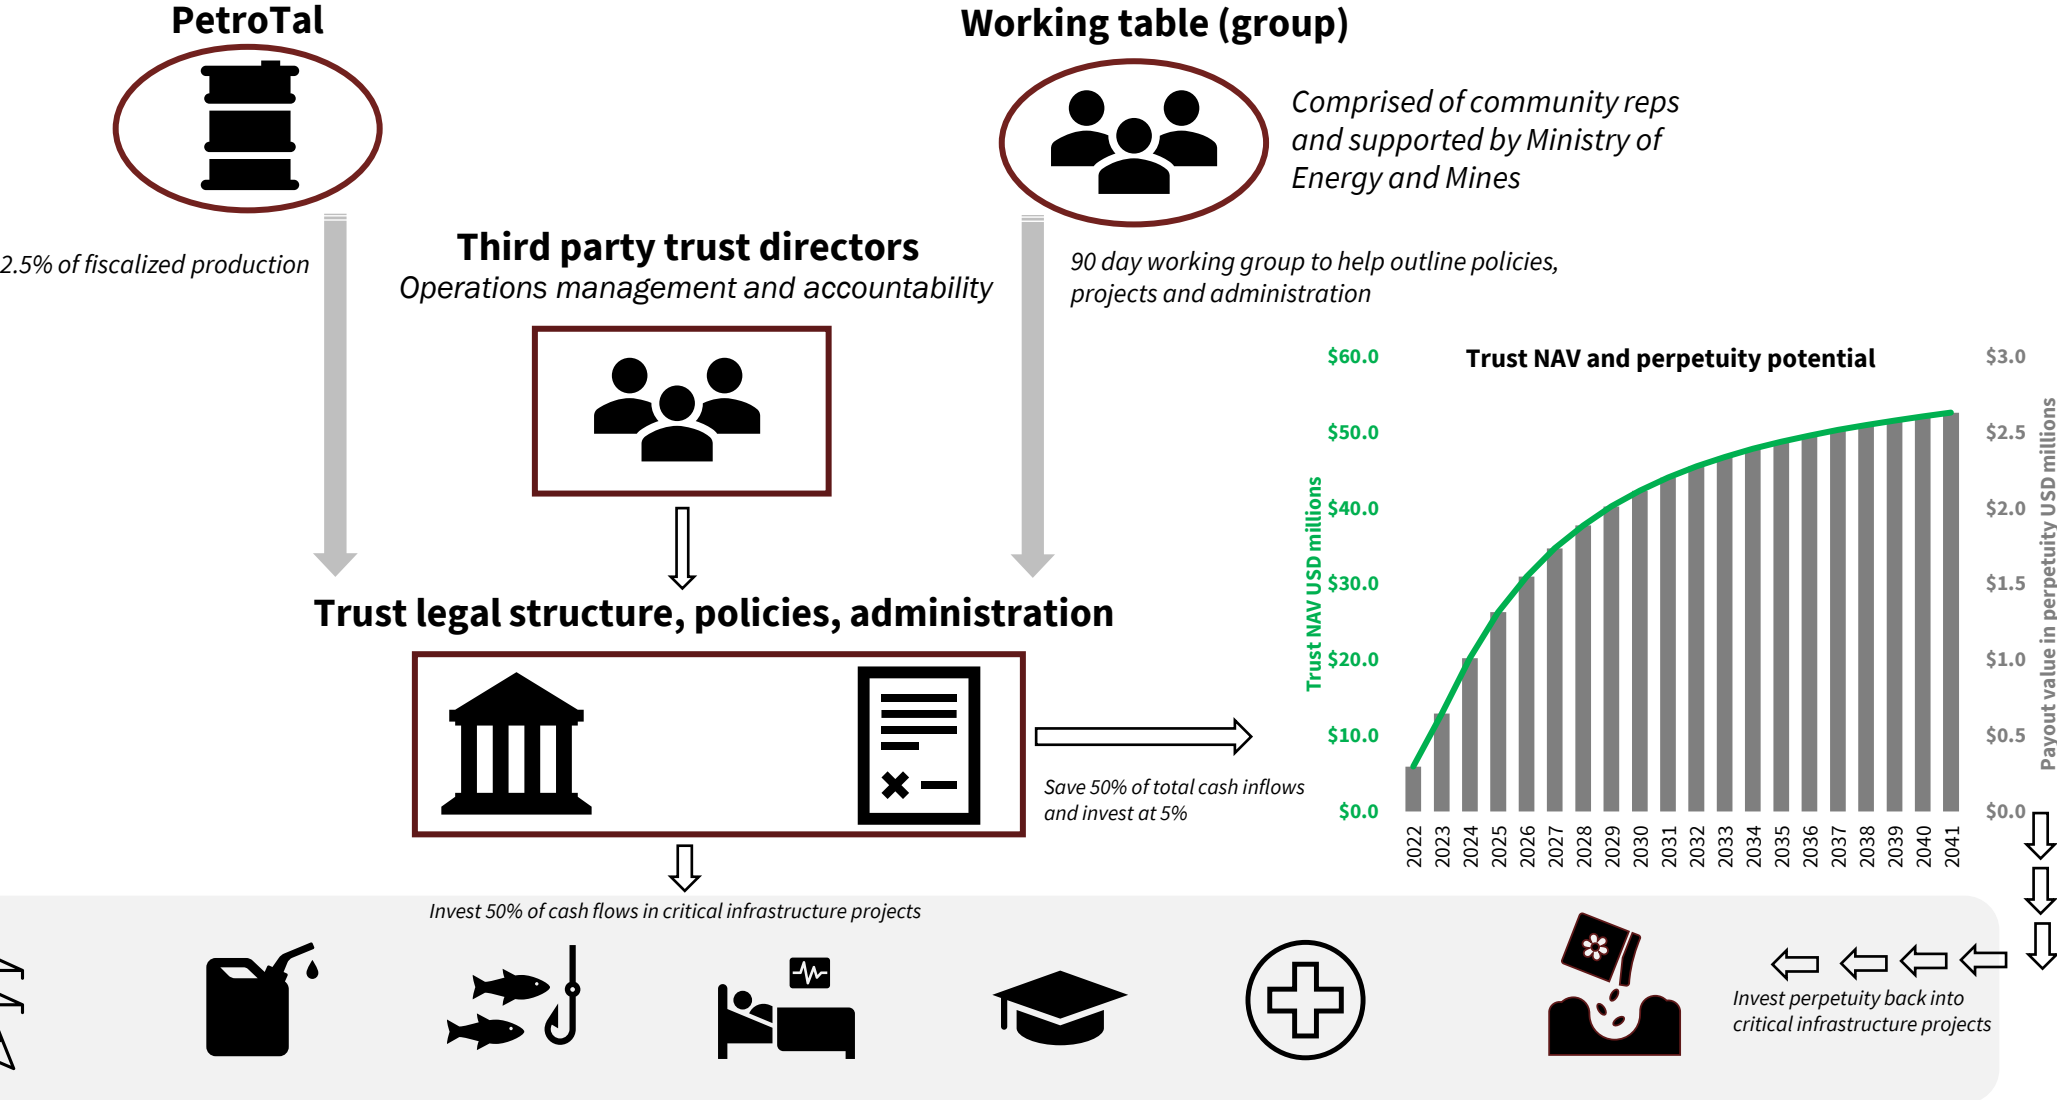 PetroTal
Working table (group)
Comprised of community reps
and supported by Ministry of
Energy and Mines
2.5% of fiscalized production
Third party trust directors
Operations management and accountability
90 day working group to help outline policies,
projects and administration
Trust legal structure, policies, administration
Save 50% of total cash inflows
and invest at 5%
Trust NAV and perpetuity potential
Trust NAV USD millions
$60.0
$50.0
$40.0
$30.0
$20.0
$10.0
$0.0
$3.0
$2.5
$2.0
$1.5
$1.0
$0.5
$0.0
Payout value in perpetuity USD millions
2022
2023
2024
2025
2026
2027
2028
2029
2030
2031
2032
2033
2034
2035
2036
2037
2038
2039
2040
2041
Invest 50% of cash flows in critical infrastructure projects
Invest perpetuity back into
critical infrastructure projects